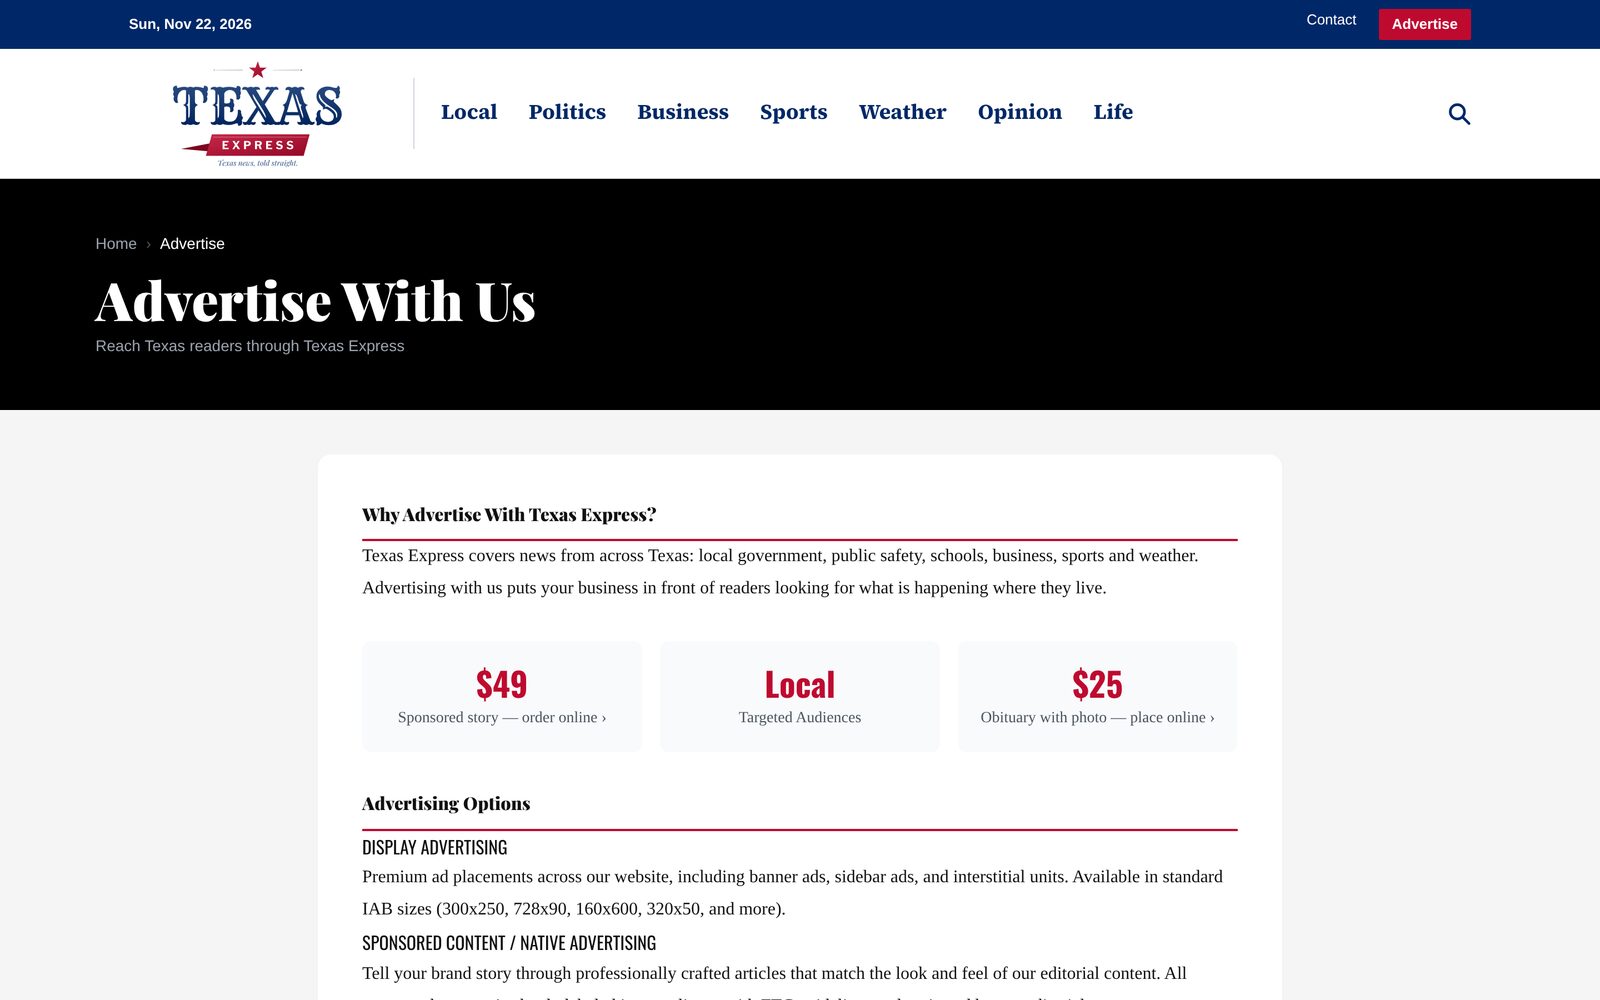 Sun, Nov 22, 2026
Contact
Advertise
TEXAS
EXPRESS
Texas news, told straight.
Local Politics Business Sports Weather Opinion Life
Home › Advertise
Advertise With Us
Reach Texas readers through Texas Express
Why Advertise With Texas Express?
Texas Express covers news from across Texas: local government, public safety, schools, business, sports and weather.
Advertising with us puts your business in front of readers looking for what is happening where they live.
$49
Sponsored story — order online ›
Local
Targeted Audiences
$25
Obituary with photo — place online ›
Advertising Options
DISPLAY ADVERTISING
Premium ad placements across our website, including banner ads, sidebar ads, and interstitial units. Available in standard
IAB sizes (300x250, 728x90, 160x600, 320x50, and more).
SPONSORED CONTENT / NATIVE ADVERTISING
Tell your brand story through professionally crafted articles that match the look and feel of our editorial content. All